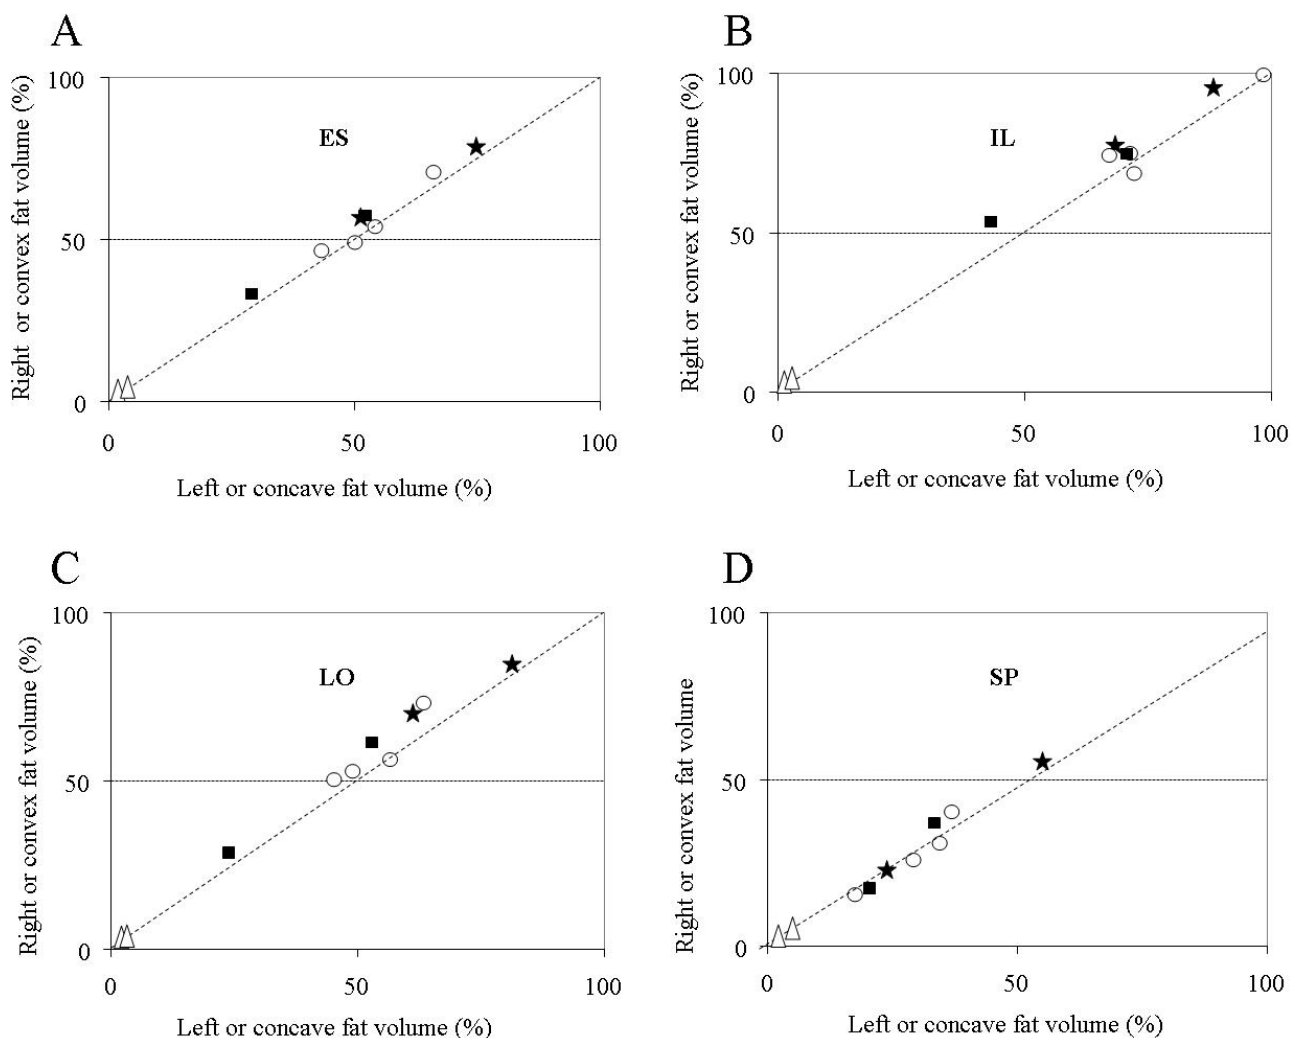 A
Right or convex fat volume (%)
100
50
0
ES
0 50 100
Left or concave fat volume (%)
B
Right or convex fat volume (%)
100
50
0
IL
0 50 100
Left or concave fat volume (%)
C
Right or convex fat volume (%)
100
50
0
LO
0 50 100
Left or concave fat volume (%)
D
Right or convex fat volume
100
50
0
SP
0 50 100
Left or concave fat volume (%)